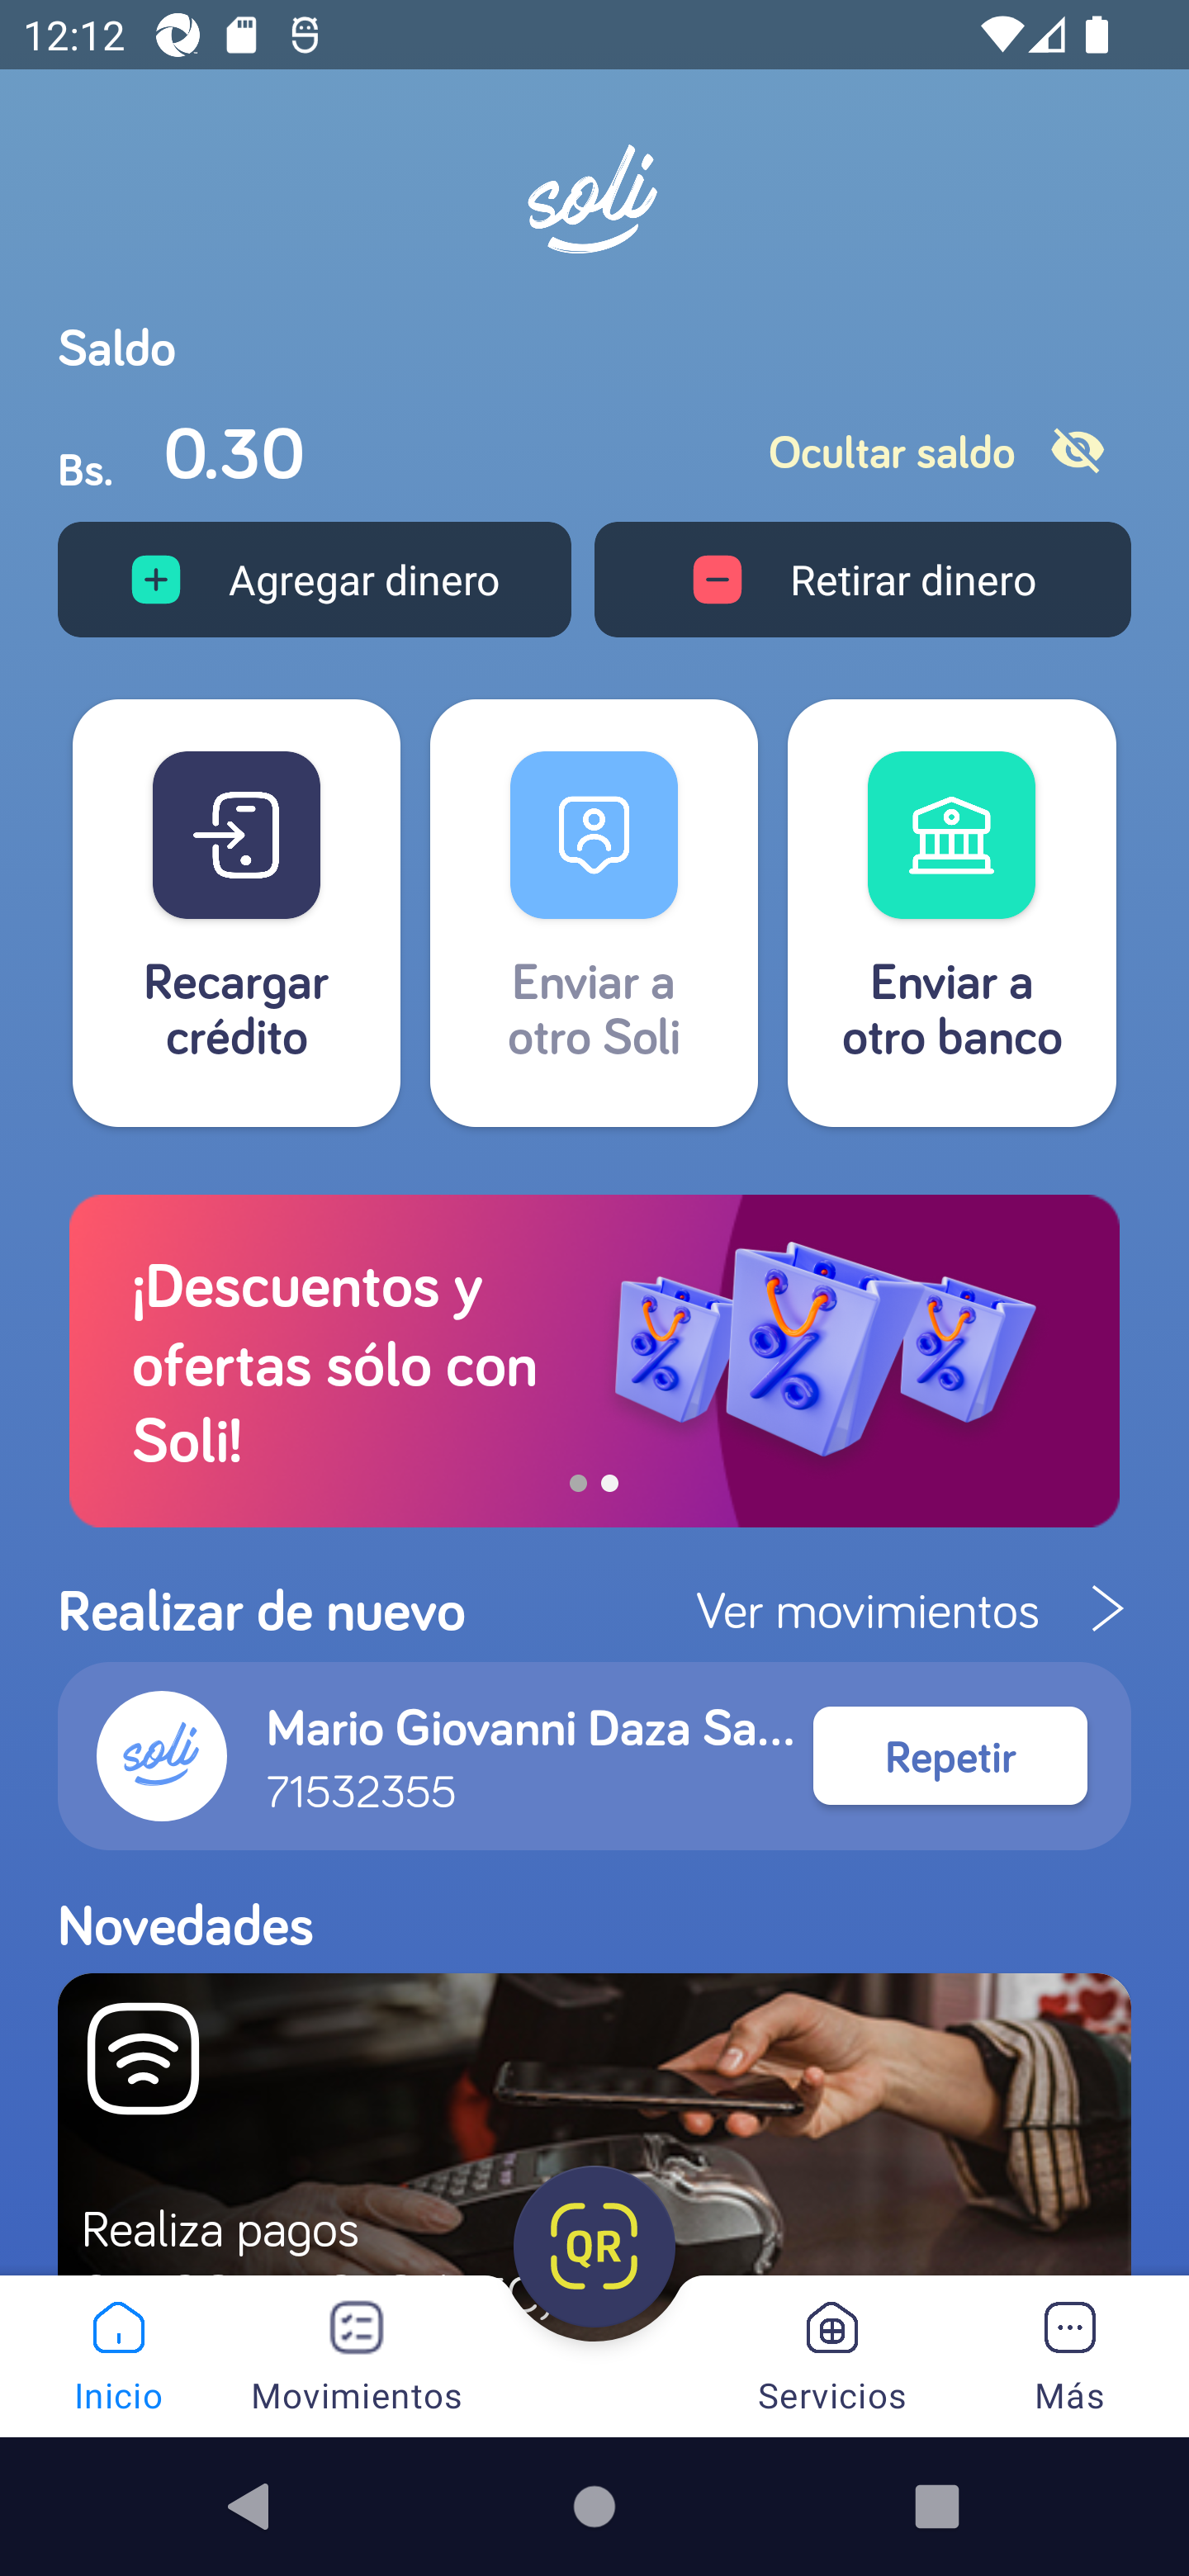 12:12
soli
Saldo
Bs. 0.30
Ocultar saldo
Agregar dinero
Retirar dinero
Recargar
crédito
Enviar a
otro Soli
Enviar a
otro banco
¡Descuentos y
ofertas sólo con
Soli!
% % %
Realizar de nuevo
Ver movimientos
soli
Mario Giovanni Daza Sa...
71532355
Repetir
Novedades
Realiza pagos
QR
Inicio
Movimientos
Servicios
Más